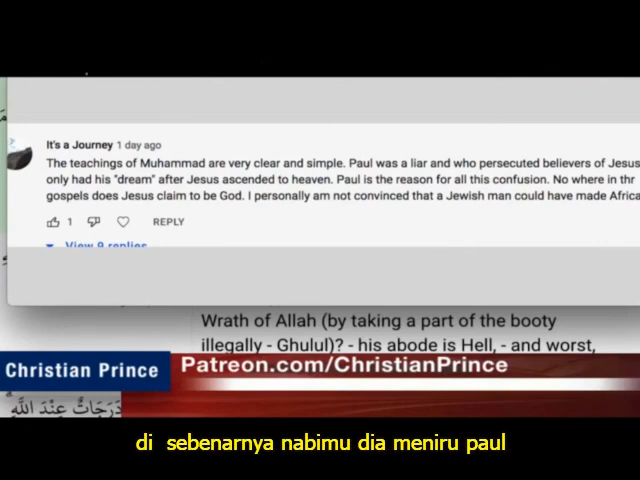 It's a Journey 1 day ago
The teachings of Muhammad are very clear and simple. Paul was a liar and who persecuted believers of Jesus
only had his "dream" after Jesus ascended to heaven. Paul is the reason for all this confusion. No where in thr
gospels does Jesus claim to be God. I personally am not convinced that a Jewish man could have made Africa
1 REPLY
View 9 replies
Wrath of Allah (by taking a part of the booty
illegally - Ghulul)? - his abode is Hell, - and worst,
Christian Prince
Patreon.com/ChristianPrince
دَرَجَاتٌ عِندَ اللَّهِ
di sebenarnya nabimu dia meniru paul